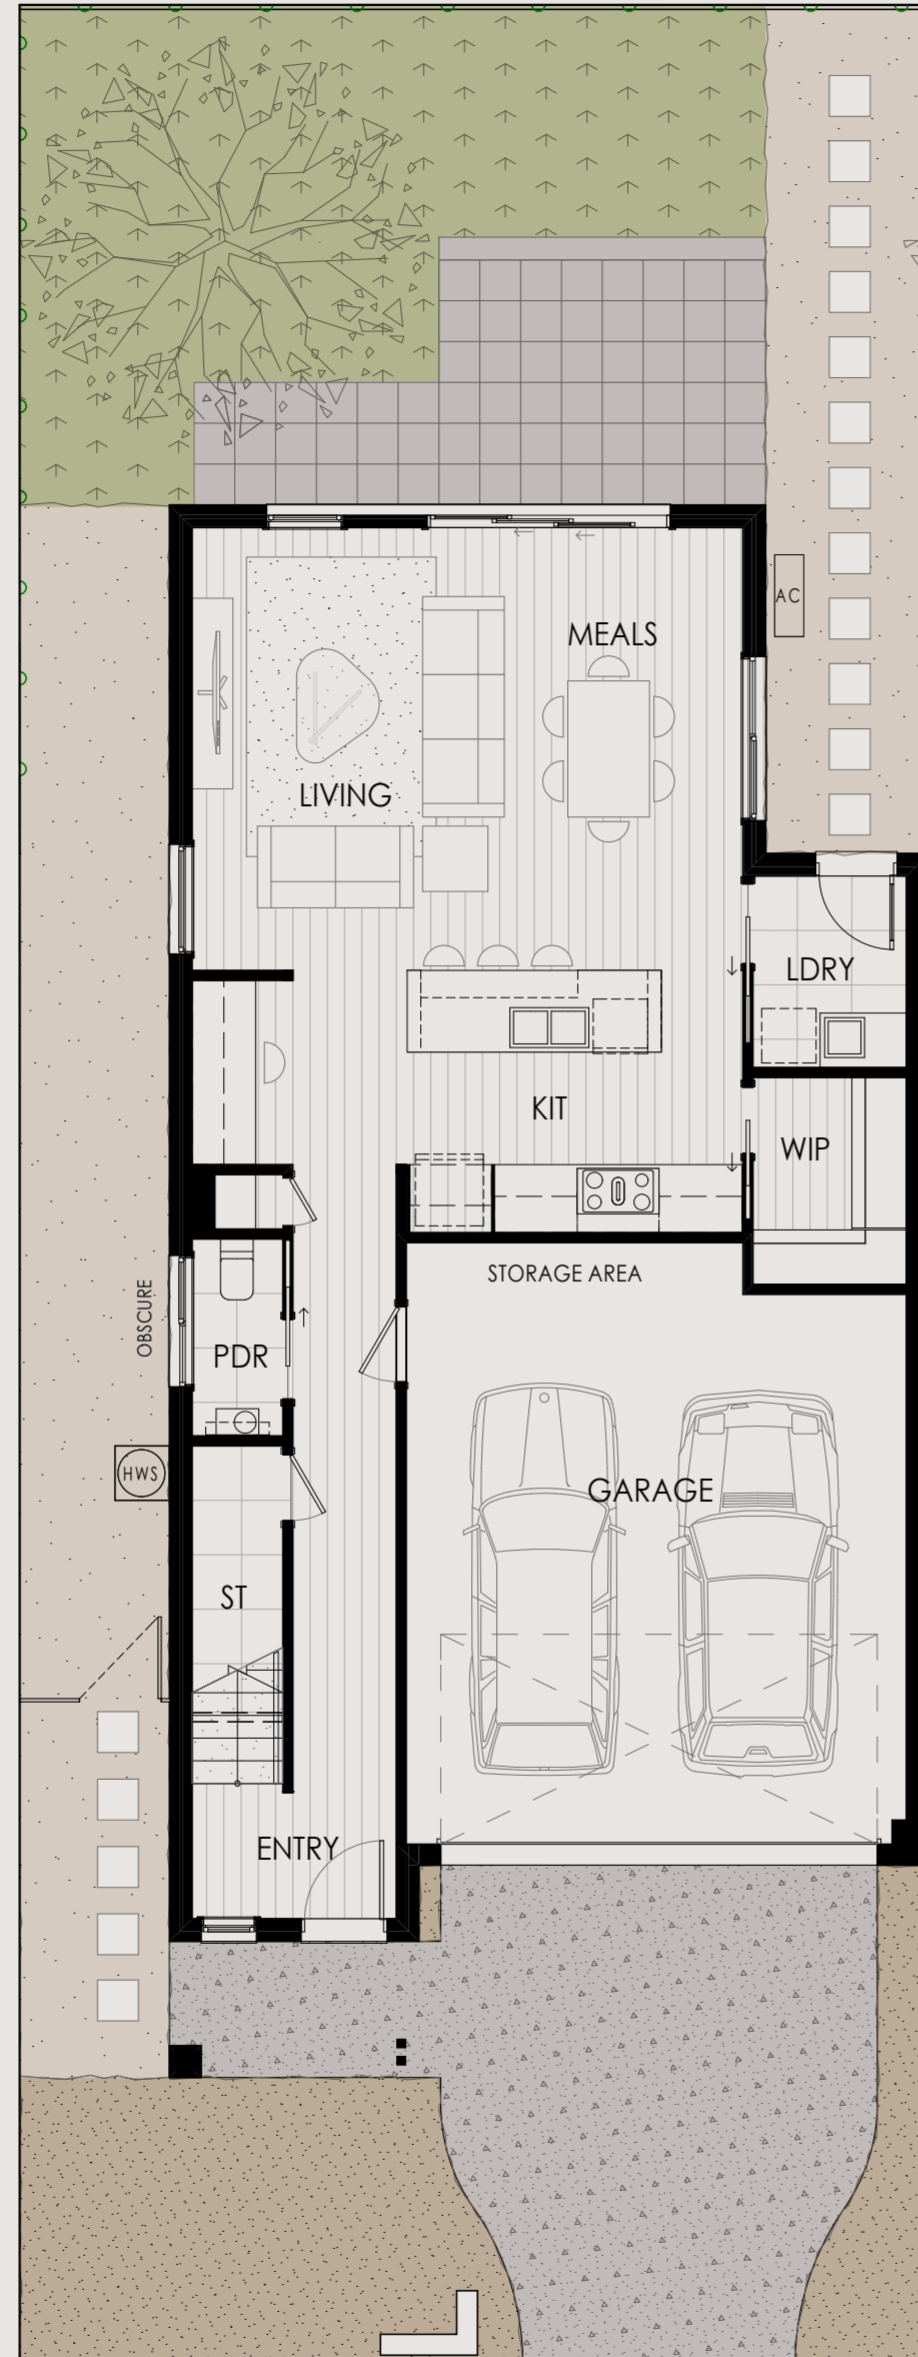 AC
MEALS
LIVING
LDRY
KIT
WIP
STORAGE AREA
OBSCURE
PDR
HWS
GARAGE
ST
ENTRY